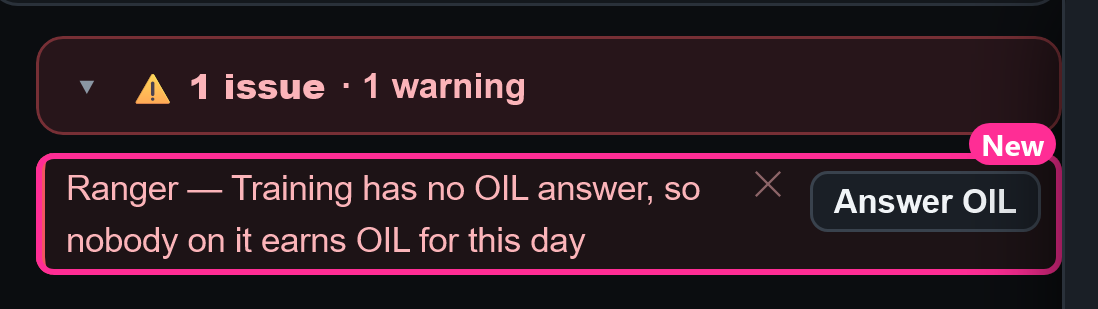 1 issue · 1 warning
New
Ranger — Training has no OIL answer, so
nobody on it earns OIL for this day
Answer OIL